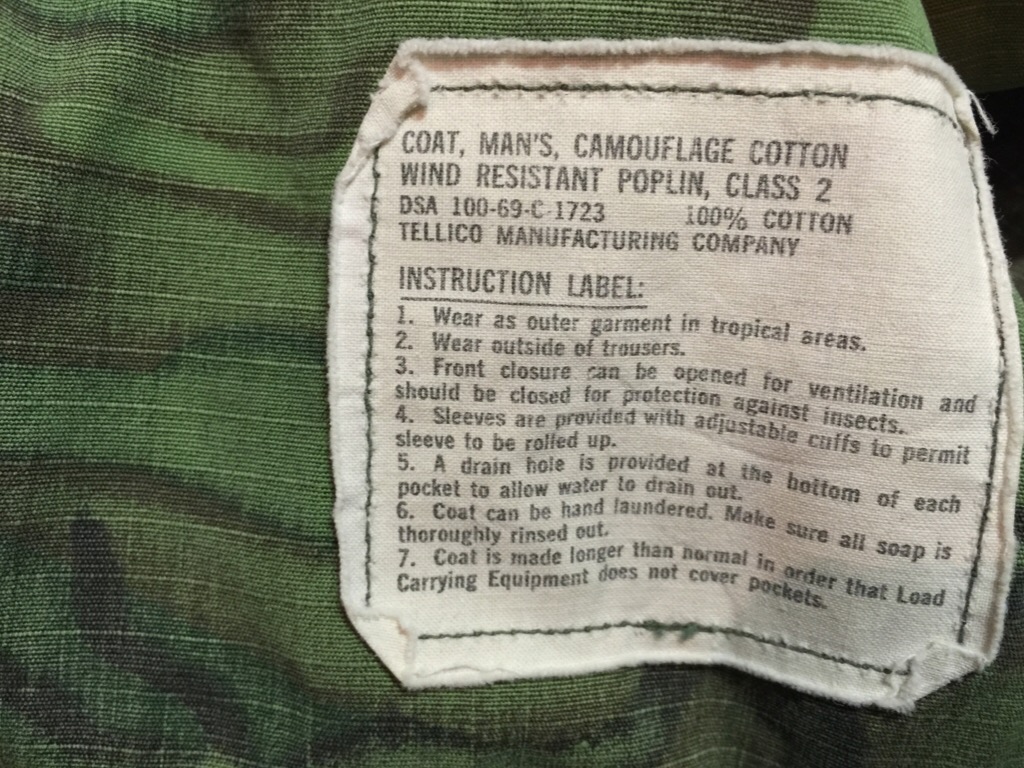 COAT, MAN'S, CAMOUFLAGE COTTON
WIND RESISTANT POPLIN, CLASS 2
DSA 100-69-C-1723 100% COTTON
TELLICO MANUFACTURING COMPANY
INSTRUCTION LABEL:
1. Wear as outer garment in tropical areas.
2. Wear outside of trousers.
3. Front closure can be opened for ventilation and
should be closed for protection against insects.
4. Sleeves are provided with adjustable cuffs to permit
sleeve to be rolled up.
5. A drain hole is provided at the bottom of each
pocket to allow water to drain out.
6. Coat can be hand laundered. Make sure all soap is
thoroughly rinsed out.
7. Coat is made longer than normal in order that Load
Carrying Equipment does not cover pockets.